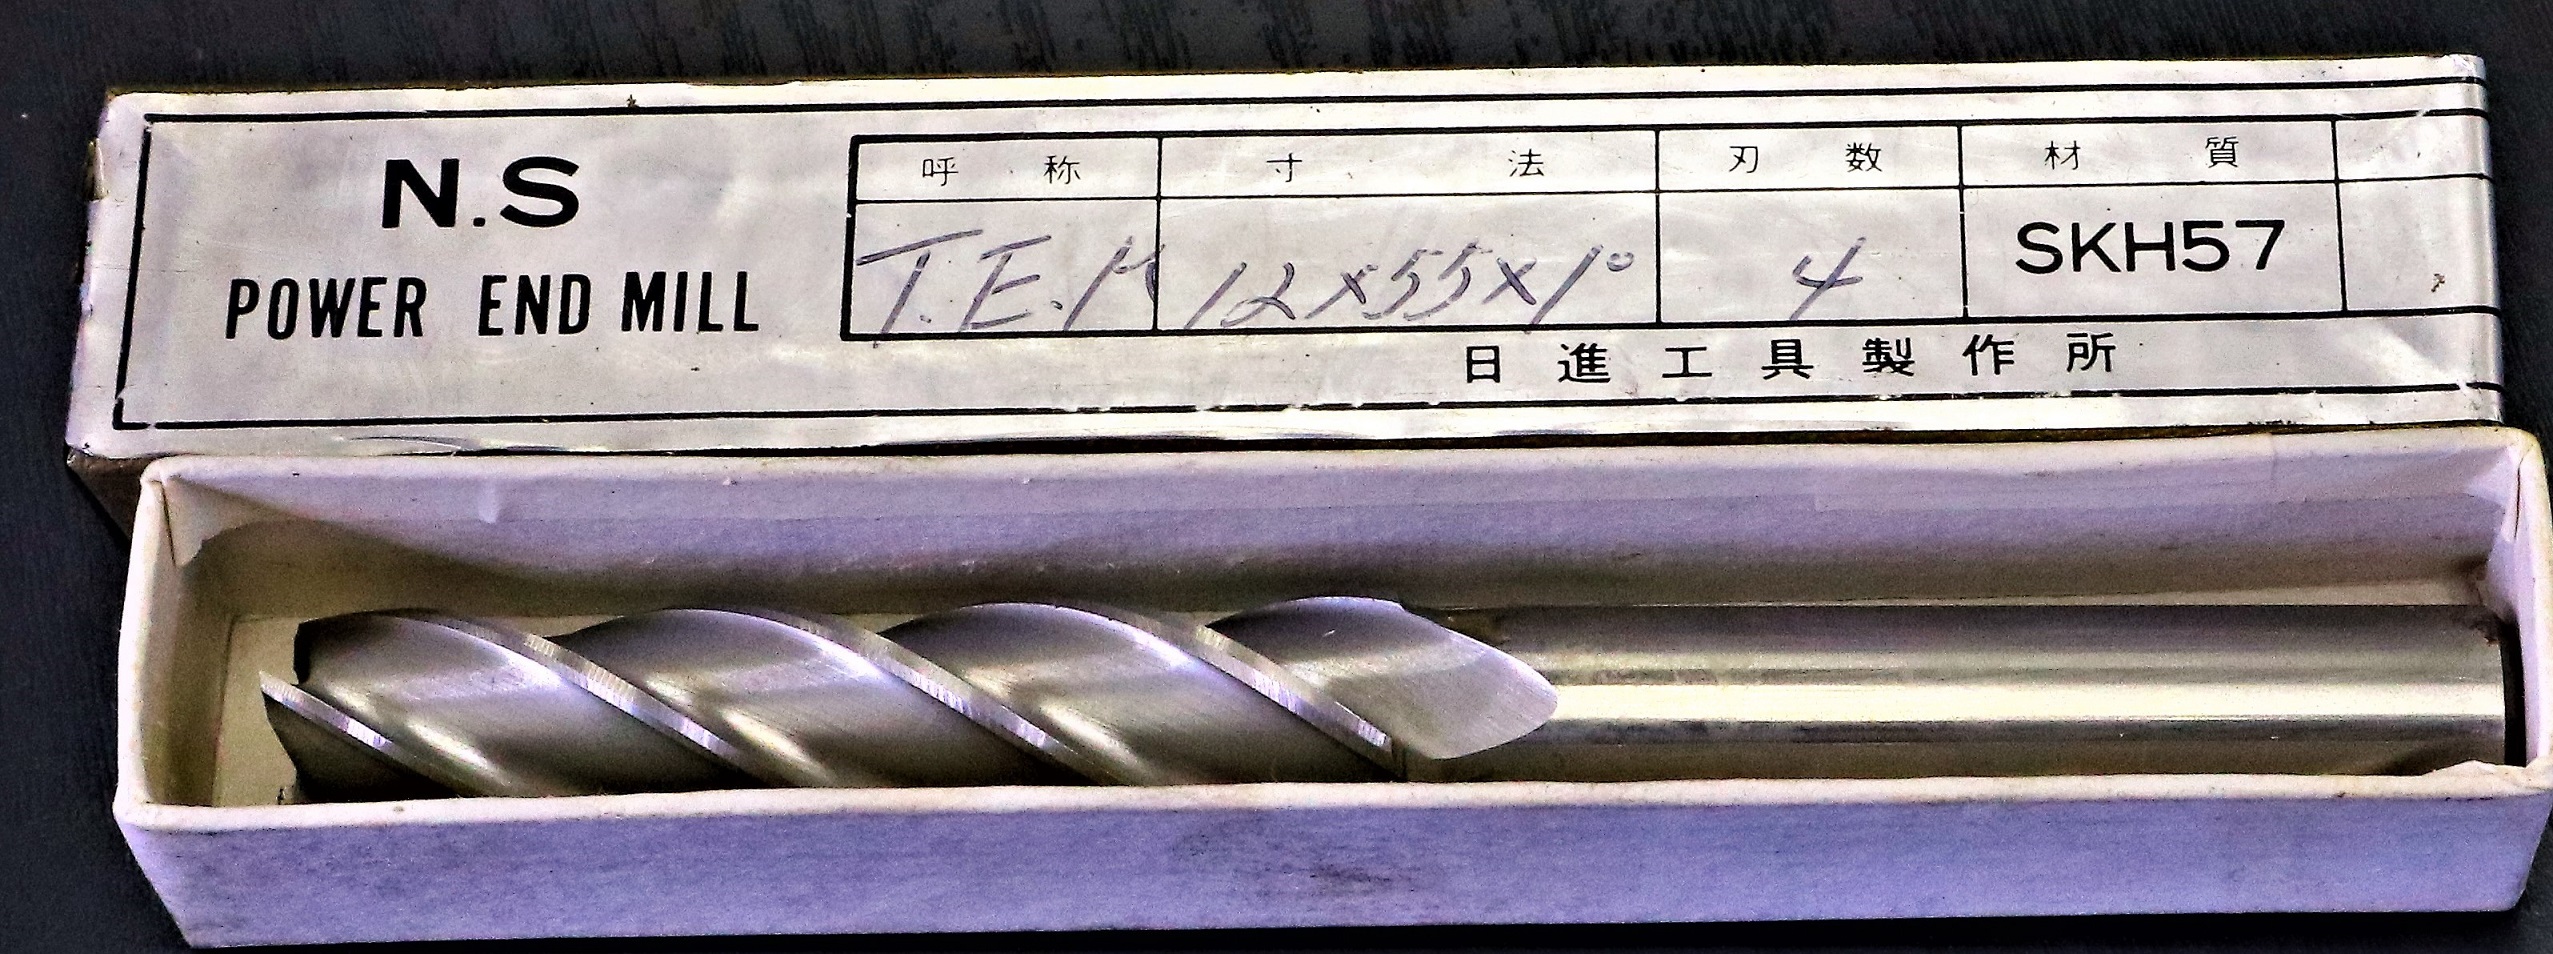 N.S
POWER END MILL
呼称 寸法 刃数 材質
T.E.M 12×55×1° 4 SKH57
日進工具製作所